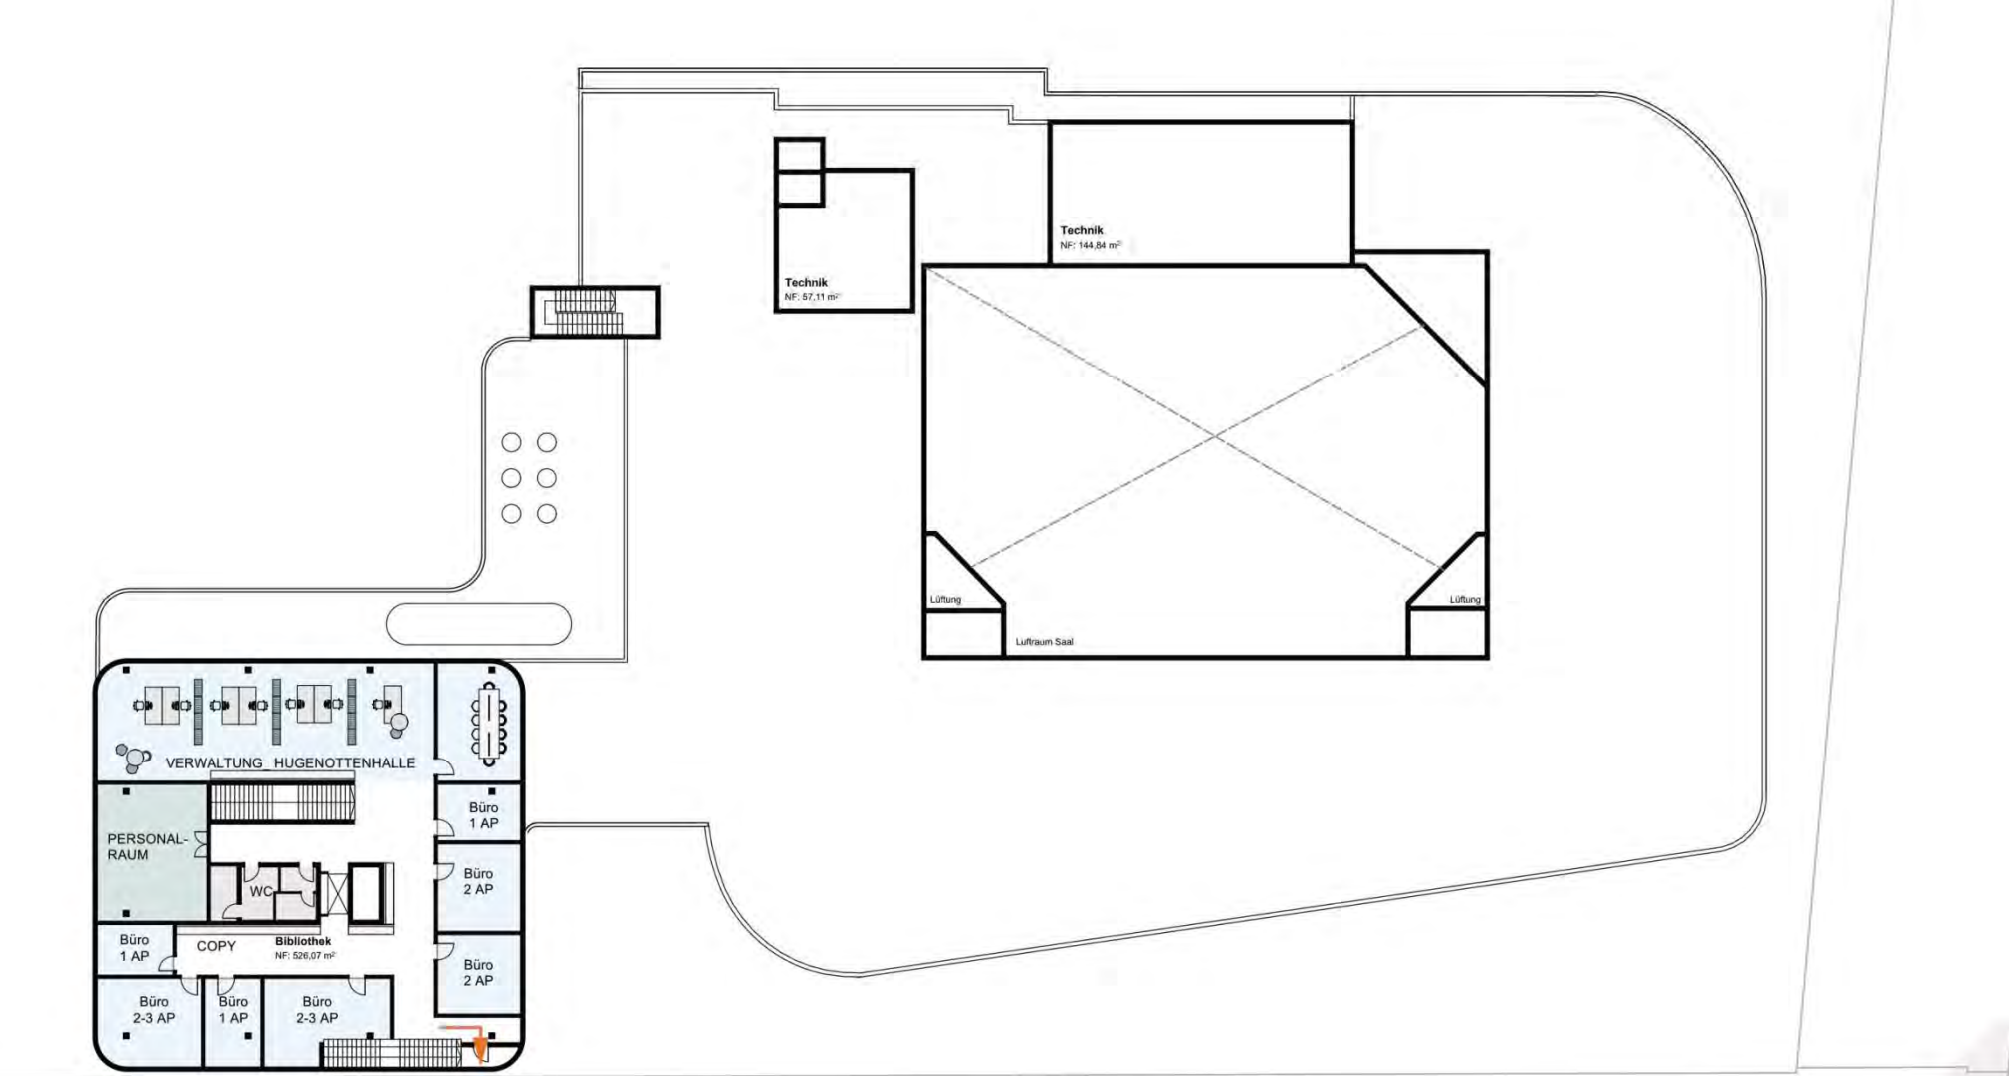 Technik
NF: 144,84 m²
Technik
NF: 57,11 m²
Lüftung
Lüftung
Luftraum Saal
VERWALTUNG HUGENOTTENHALLE
Büro
1 AP
PERSONAL-
RAUM
Büro
2 AP
WC
Büro
1 AP
COPY
Bibliothek
NF: 526,07 m²
Büro
2 AP
Büro
2-3 AP
Büro
1 AP
Büro
2-3 AP